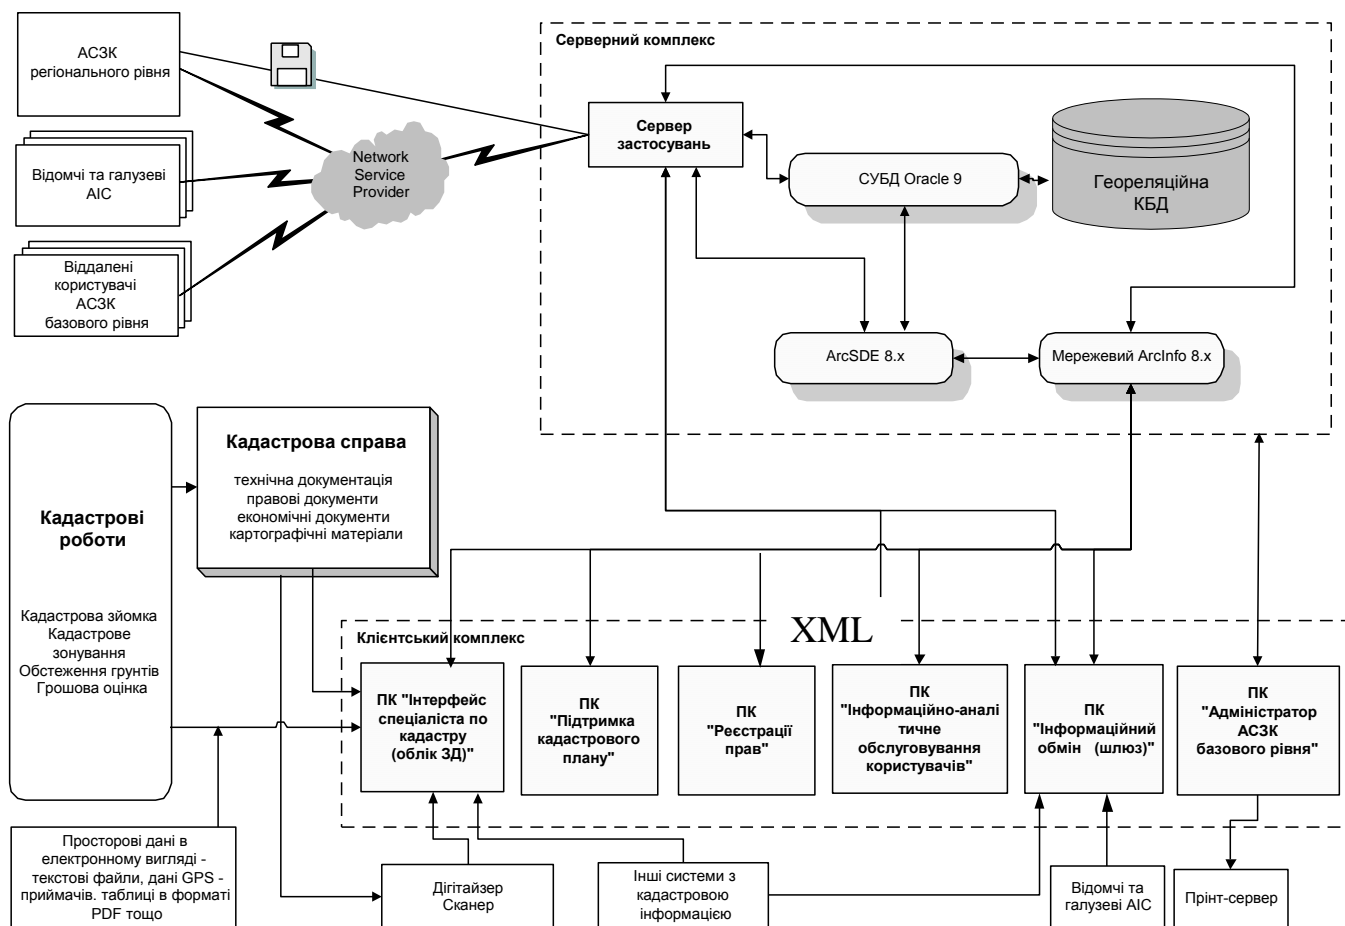 АСЗК
регіонального рівня
Відомчі та галузеві
АІС
Віддалені
користувачі
АСЗК
базового рівня
Network
Service
Provider
Серверний комплекс
Сервер
застосувань
СУБД Oracle 9
Геореляційна
КБД
ArcSDE 8.x
Мережевий ArcInfo 8.x
Кадастрові
роботи
Кадастрова зйомка
Кадастрове
зонування
Обстеження грунтів
Грошова оцінка
Кадастрова справа
технічна документація
правові документи
економічні документи
картографічні матеріали
XML
Клієнтський комплекс
ПК "Інтерфейс
спеціаліста по
кадастру
(облік ЗД)"
ПК
"Підтримка
кадастрового
плану"
ПК
"Реєстрації
прав"
ПК
"Інформаційно-аналі
тичне
обслуговування
користувачів"
ПК
"Інформаційний
обмін (шлюз)"
ПК
"Адміністратор
АСЗК
базового рівня"
Просторові дані в
електронному вигляді -
текстові файли, дані GPS -
приймачів. таблиці в форматі
PDF тощо
Дігітайзер
Сканер
Інші системи з
кадастровою
інформацією
Відомчі та
галузеві АІС
Прінт-сервер